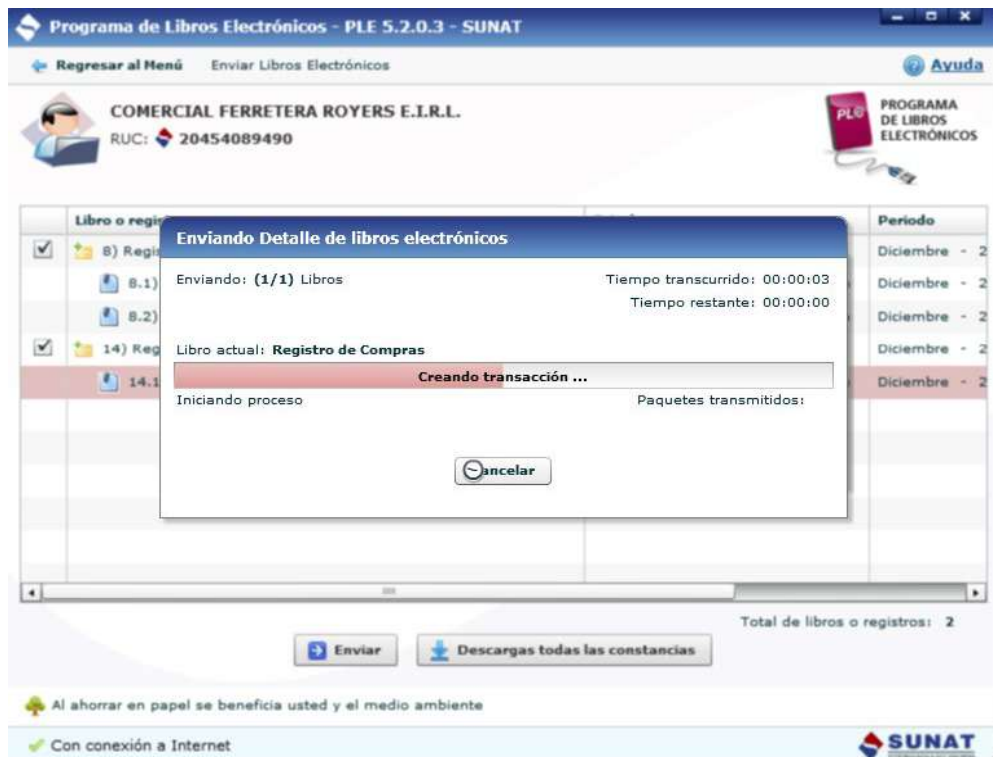 Programa de Libros Electrónicos - PLE 5.2.0.3 - SUNAT
Regresar al Menú Enviar Libros Electrónicos Ayuda
COMERCIAL FERRETERA ROYERS E.I.R.L.
RUC: 20454089490
PLE
PROGRAMA
DE LIBROS
ELECTRÓNICOS
Libro o regis Periodo
8) Regis Diciembre - 2
8.1) Diciembre - 2
8.2) Diciembre - 2
14) Reg Diciembre - 2
14.1 Diciembre - 2
Enviando Detalle de libros electrónicos
Enviando: (1/1) Libros Tiempo transcurrido: 00:00:03
Tiempo restante: 00:00:00
Libro actual: Registro de Compras
Creando transacción ...
Iniciando proceso Paquetes transmitidos:
Cancelar
Total de libros o registros: 2
Enviar Descargas todas las constancias
Al ahorrar en papel se beneficia usted y el medio ambiente
Con conexión a Internet SUNAT